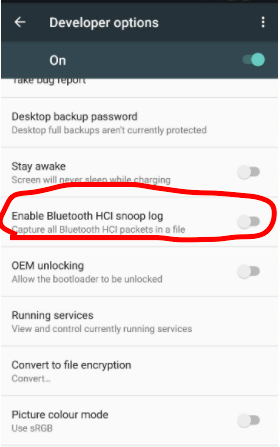 Developer options
On
Take bug report
Desktop backup password
Desktop full backups aren't currently protected
Stay awake
Screen will never sleep while charging
Enable Bluetooth HCI snoop log
Capture all Bluetooth HCI packets in a file
OEM unlocking
Allow the bootloader to be unlocked
Running services
View and control currently running services
Convert to file encryption
Convert...
Picture colour mode
Use sRGB